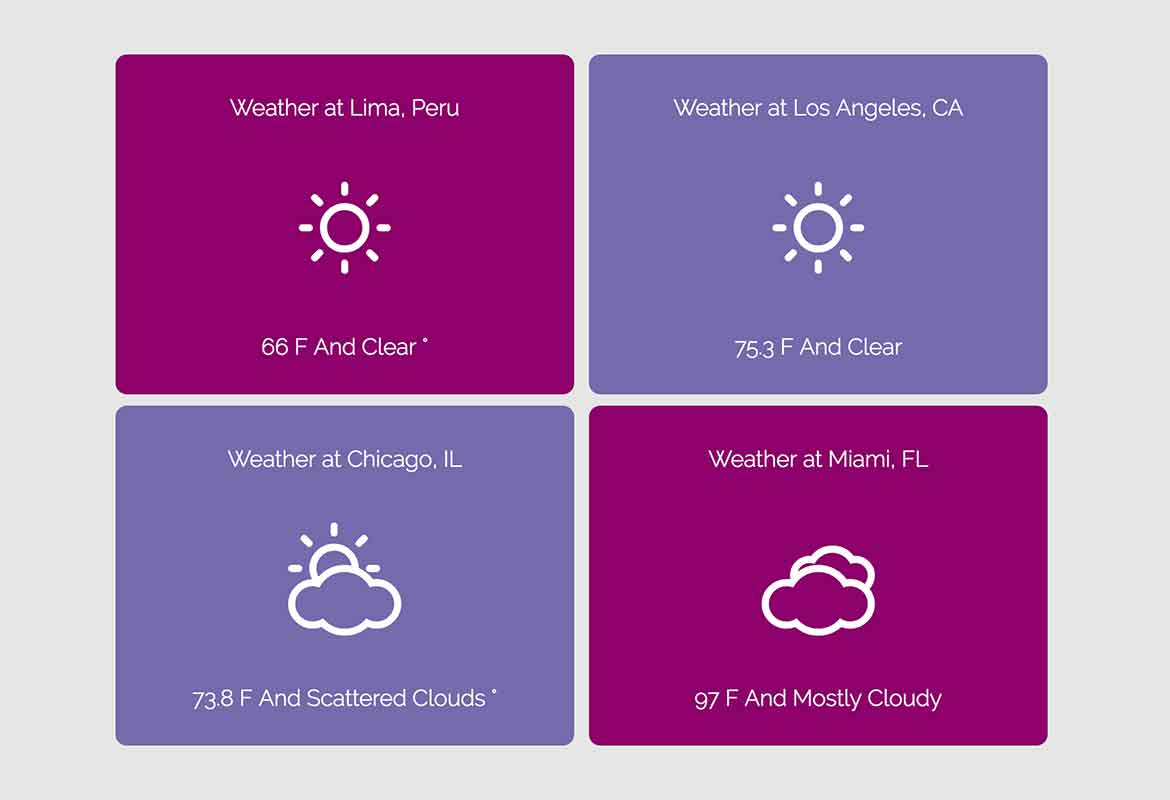 Weather at Lima, Peru
66 F And Clear °
Weather at Los Angeles, CA
75.3 F And Clear
Weather at Chicago, IL
73.8 F And Scattered Clouds °
Weather at Miami, FL
97 F And Mostly Cloudy